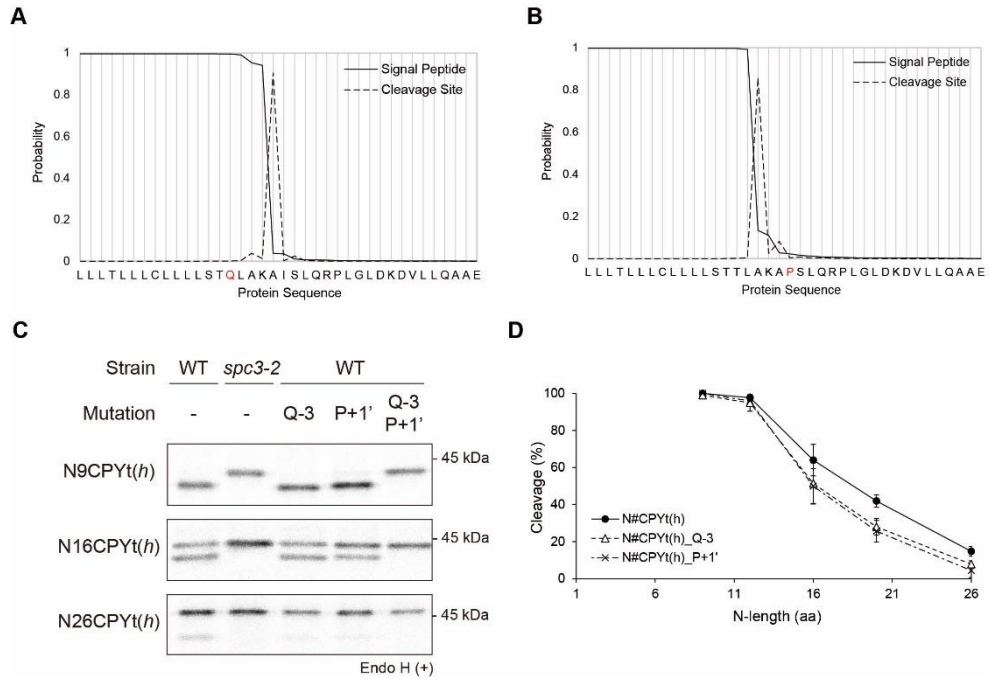 A
1
0.8
0.6
0.4
0.2
0
Probability
Signal Peptide
Cleavage Site
L L L T L L L C L L L L S T Q L A K A I S L Q R P L G L D K D V L L Q A A E
Protein Sequence
B
1
0.8
0.6
0.4
0.2
0
Probability
Signal Peptide
Cleavage Site
L L L T L L L C L L L L S T T L A K A P S L Q R P L G L D K D V L L Q A A E
Protein Sequence
C
Strain WT spc3-2 WT
Mutation - - Q-3 P+1' Q-3
P+1'
N9CPYt(h)
45 kDa
N16CPYt(h)
45 kDa
N26CPYt(h)
45 kDa
Endo H (+)
D
100
80
60
40
20
0
Cleavage (%)
N#CPYt(h)
N#CPYt(h)_Q-3
N#CPYt(h)_P+1'
1 6 11 16 21 26
N-length (aa)